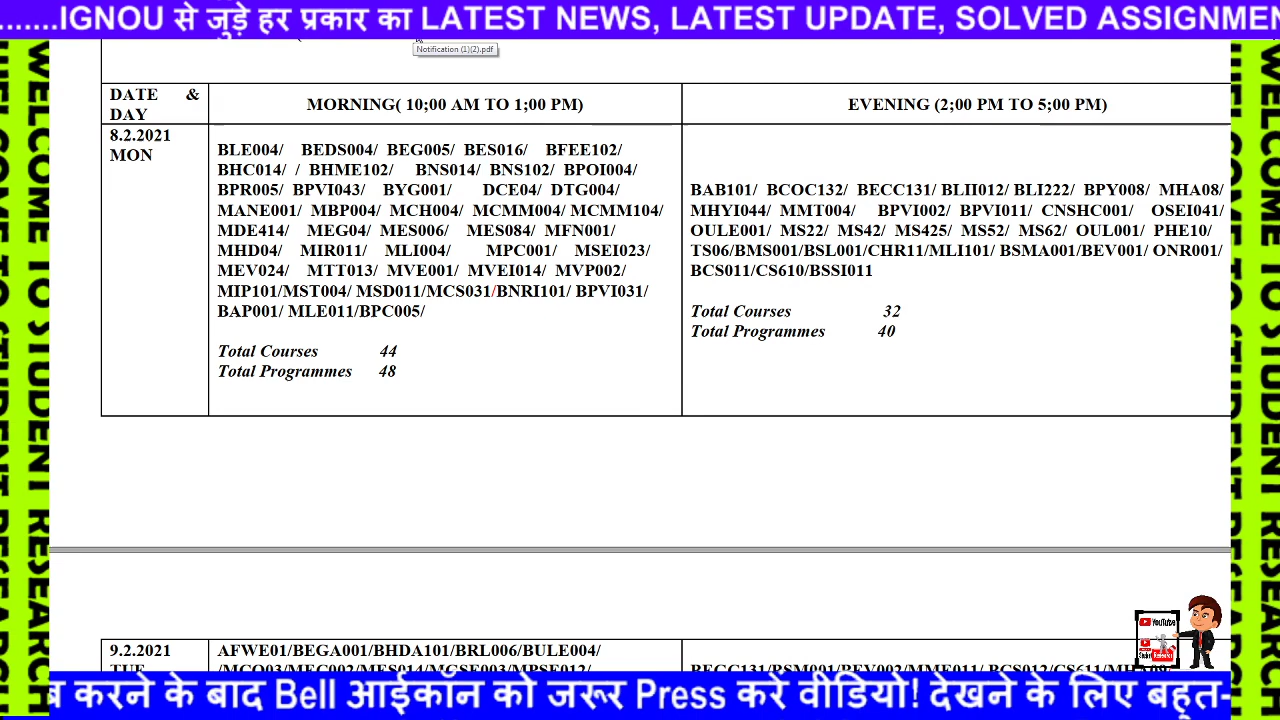 .......IGNOU से जुड़े हर प्रकार का LATEST NEWS, LATEST UPDATE, SOLVED ASSIGNMEN
Notification (1)(2).pdf
DATE &
DAY
MORNING( 10;00 AM TO 1;00 PM)
EVENING (2;00 PM TO 5;00 PM)
8.2.2021
MON
BLE004/ BEDS004/ BEG005/ BES016/ BFEE102/
BHC014/ / BHME102/ BNS014/ BNS102/ BPOI004/
BPR005/ BPVI043/ BYG001/ DCE04/ DTG004/
MANE001/ MBP004/ MCH004/ MCMM004/ MCMM104/
MDE414/ MEG04/ MES006/ MES084/ MFN001/
MHD04/ MIR011/ MLI004/ MPC001/ MSEI023/
MEV024/ MTT013/ MVE001/ MVEI014/ MVP002/
MIP101/MST004/ MSD011/MCS031/BNRI101/ BPVI031/
BAP001/ MLE011/BPC005/
Total Courses 44
Total Programmes 48
BAB101/ BCOC132/ BECC131/ BLII012/ BLI222/ BPY008/ MHA08/
MHYI044/ MMT004/ BPVI002/ BPVI011/ CNSHC001/ OSEI041/
OULE001/ MS22/ MS42/ MS425/ MS52/ MS62/ OUL001/ PHE10/
TS06/BMS001/BSL001/CHR11/MLI101/ BSMA001/BEV001/ ONR001/
BCS011/CS610/BSSI011
Total Courses 32
Total Programmes 40
9.2.2021
TUE
AFWE01/BEGA001/BHDA101/BRL006/BULE004/
WELCOME TO STUDENT RESEARCH
WELCOME TO STUDENT RESEARCH
YouTube
करने के बाद Bell आईकॉन को जरूर Press करें वीडियो! देखने के लिए बहुत-